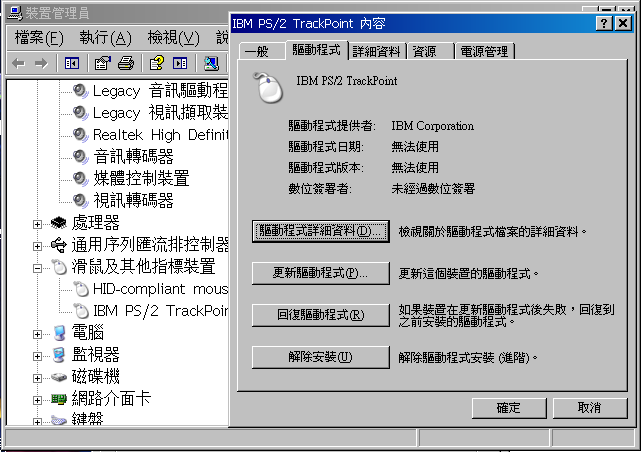 裝置管理員
檔案(F) 執行(A) 檢視(V)
Legacy 音訊驅動程
Legacy 視訊擷取裝
Realtek High Definit
音訊轉碼器
媒體控制裝置
視訊轉碼器
處理器
通用序列匯流排控制器
滑鼠及其他指標裝置
HID-compliant mous
IBM PS/2 TrackPoin
電腦
監視器
磁碟機
網路介面卡
鍵盤
IBM PS/2 TrackPoint 內容
一般 驅動程式 詳細資料 資源 電源管理
IBM PS/2 TrackPoint
驅動程式提供者: IBM Corporation
驅動程式日期: 無法使用
驅動程式版本: 無法使用
數位簽署者: 未經過數位簽署
驅動程式詳細資料(D)... 檢視關於驅動程式檔案的詳細資料。
更新驅動程式(P)... 更新這個裝置的驅動程式。
回復驅動程式(R) 如果裝置在更新驅動程式後失敗，回復到
之前安裝的驅動程式。
解除安裝(U) 解除驅動程式安裝 (進階)。
確定 取消